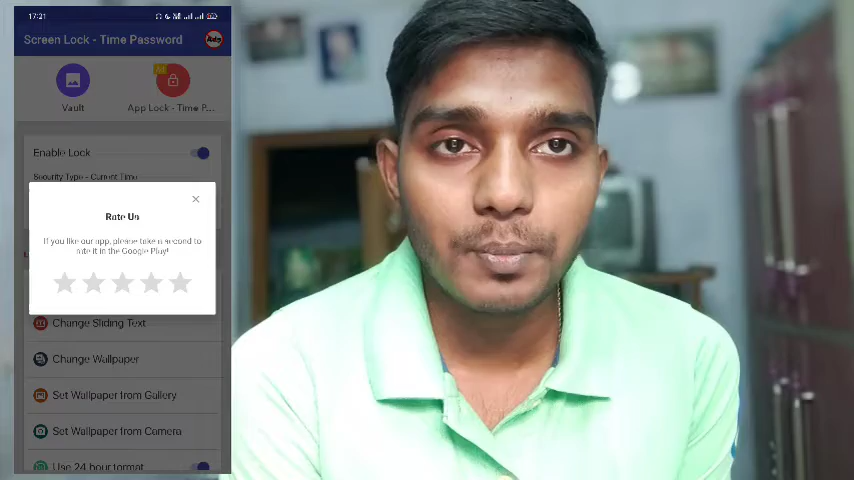 17:21
Screen Lock - Time Password
Ads
Ad
Vault
App Lock - Time P...
Enable Lock
Security Type - Current Time
Rate Us
If you like our app, please take a second to
rate it in the Google Play!
Change Sliding Text
Change Wallpaper
Set Wallpaper from Gallery
Set Wallpaper from Camera
Use 24 hour format